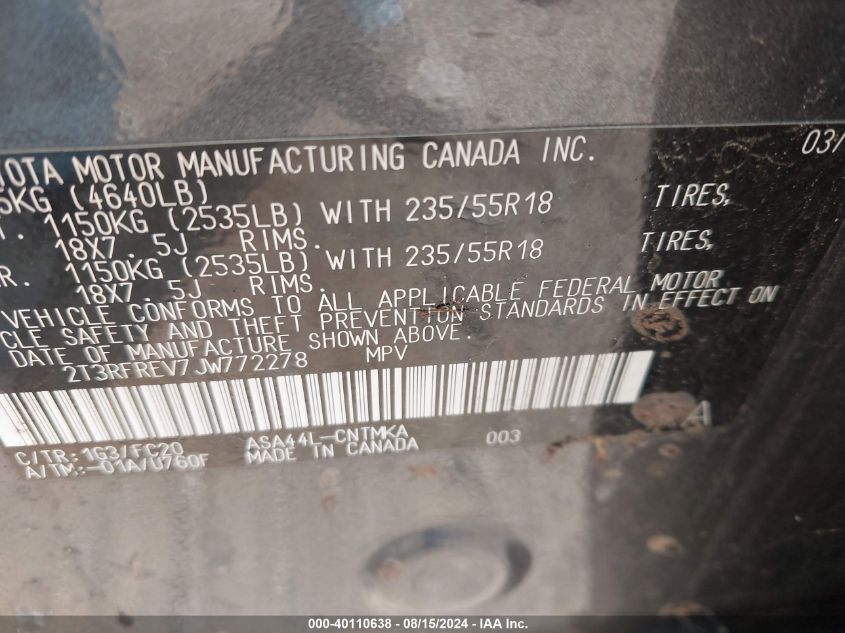 OTA MOTOR MANUFACTURING CANADA INC. 03/
5KG (4640LB)
T. 1150KG (2535LB) WITH 235/55R18 TIRES,
18X7.5J RIMS.
R. 1150KG (2535LB) WITH 235/55R18 TIRES,
18X7.5J RIMS.
VEHICLE CONFORMS TO ALL APPLICABLE FEDERAL MOTOR
CLE SAFETY AND THEFT PREVENTION STANDARDS IN EFFECT ON
DATE OF MANUFACTURE SHOWN ABOVE.
2T3RFREV7JW772278 MPV
C/TR:1G3/FC20 ASA44L-CNTMKA 003 A
A/TM:-01A/U760F MADE IN CANADA
000-40110638 - 08/15/2024 - IAA Inc.